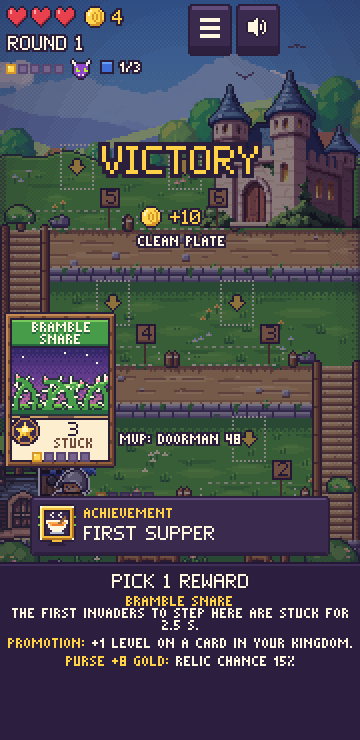 4
ROUND 1
1/3
VICTORY
5
6
+10
CLEAN PLATE
BRAMBLE
SNARE
4
3
3
STUCK
MVP: DOORMAN 48
2
ACHIEVEMENT
FIRST SUPPER
PICK 1 REWARD
BRAMBLE SNARE
THE FIRST INVADERS TO STEP HERE ARE STUCK FOR
2.5 S.
PROMOTION: +1 LEVEL ON A CARD IN YOUR KINGDOM.
PURSE +8 GOLD: RELIC CHANCE 15%